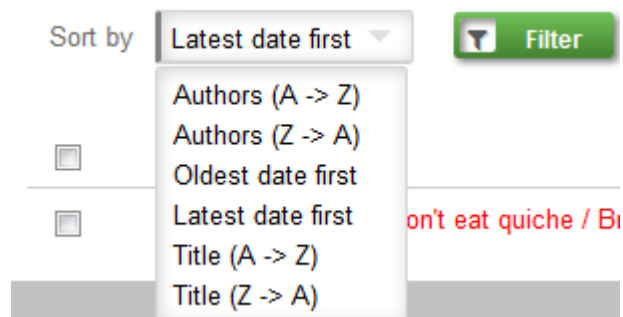 Sort by Latest date first Filter
Authors (A -> Z)
Authors (Z -> A)
Oldest date first
Latest date first
on't eat quiche / Br
Title (A -> Z)
Title (Z -> A)